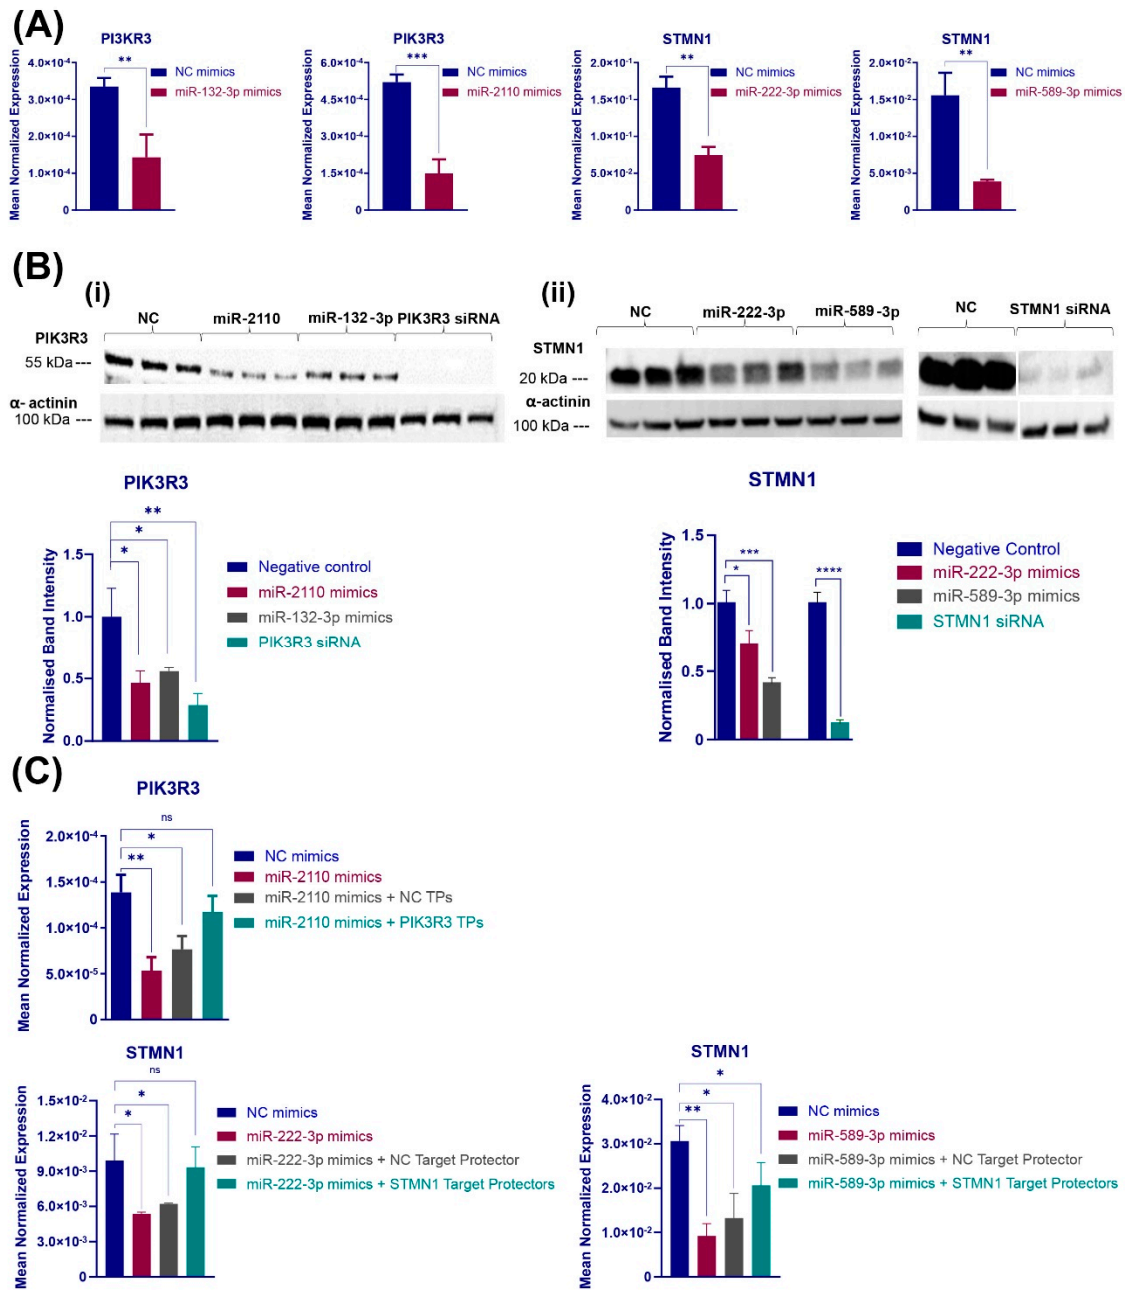 (A)
PI3KR3
Mean Normalized Expression
4.0×10⁻⁴
3.0×10⁻⁴
2.0×10⁻⁴
1.0×10⁻⁴
0
**
NC mimics
miR-132-3p mimics
PIK3R3
Mean Normalized Expression
6.0×10⁻⁴
4.5×10⁻⁴
3.0×10⁻⁴
1.5×10⁻⁴
0
***
NC mimics
miR-2110 mimics
STMN1
Mean Normalized Expression
2.0×10⁻¹
1.5×10⁻¹
1.0×10⁻¹
5.0×10⁻²
0
**
NC mimics
miR-222-3p mimics
STMN1
Mean Normalized Expression
2.0×10⁻²
1.5×10⁻²
1.0×10⁻²
5.0×10⁻³
0
**
NC mimics
miR-589-3p mimics
(B)
(i)
NC
miR-2110
miR-132-3p
PIK3R3 siRNA
PIK3R3
55 kDa ---
α- actinin
100 kDa ----
(ii)
NC
miR-222-3p
miR-589-3p
NC
STMN1 siRNA
STMN1
20 kDa ---
α-actinin
100 kDa ---
PIK3R3
Normalised Band Intensity
1.5
1.0
0.5
0.0
**
*
*
Negative control
miR-2110 mimics
miR-132-3p mimics
PIK3R3 siRNA
STMN1
Normalised Band Intensity
1.5
1.0
0.5
0
***
*
****
Negative Control
miR-222-3p mimics
miR-589-3p mimics
STMN1 siRNA
(C)
PIK3R3
Mean Normalized Expression
2.0×10⁻⁴
1.5×10⁻⁴
1.0×10⁻⁴
5.0×10⁻⁵
0
ns
*
**
NC mimics
miR-2110 mimics
miR-2110 mimics + NC TPs
miR-2110 mimics + PIK3R3 TPs
STMN1
Mean Normalized Expression
1.5×10⁻²
1.2×10⁻²
9.0×10⁻³
6.0×10⁻³
3.0×10⁻³
0
ns
*
*
NC mimics
miR-222-3p mimics
miR-222-3p mimics + NC Target Protector
miR-222-3p mimics + STMN1 Target Protectors
STMN1
Mean Normalized Expression
4.0×10⁻²
3.0×10⁻²
2.0×10⁻²
1.0×10⁻²
0
*
*
**
NC mimics
miR-589-3p mimics
miR-589-3p mimics + NC Target Protector
miR-589-3p mimics + STMN1 Target Protectors